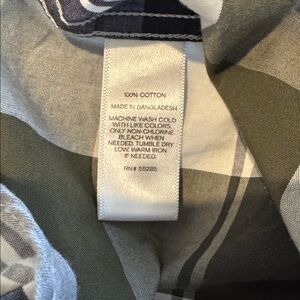 100% COTTON
MADE IN BANGLADESH
MACHINE WASH COLD
WITH LIKE COLORS.
ONLY NON-CHLORINE
BLEACH WHEN
NEEDED. TUMBLE DRY
LOW. WARM IRON
IF NEEDED.
RN# 55285